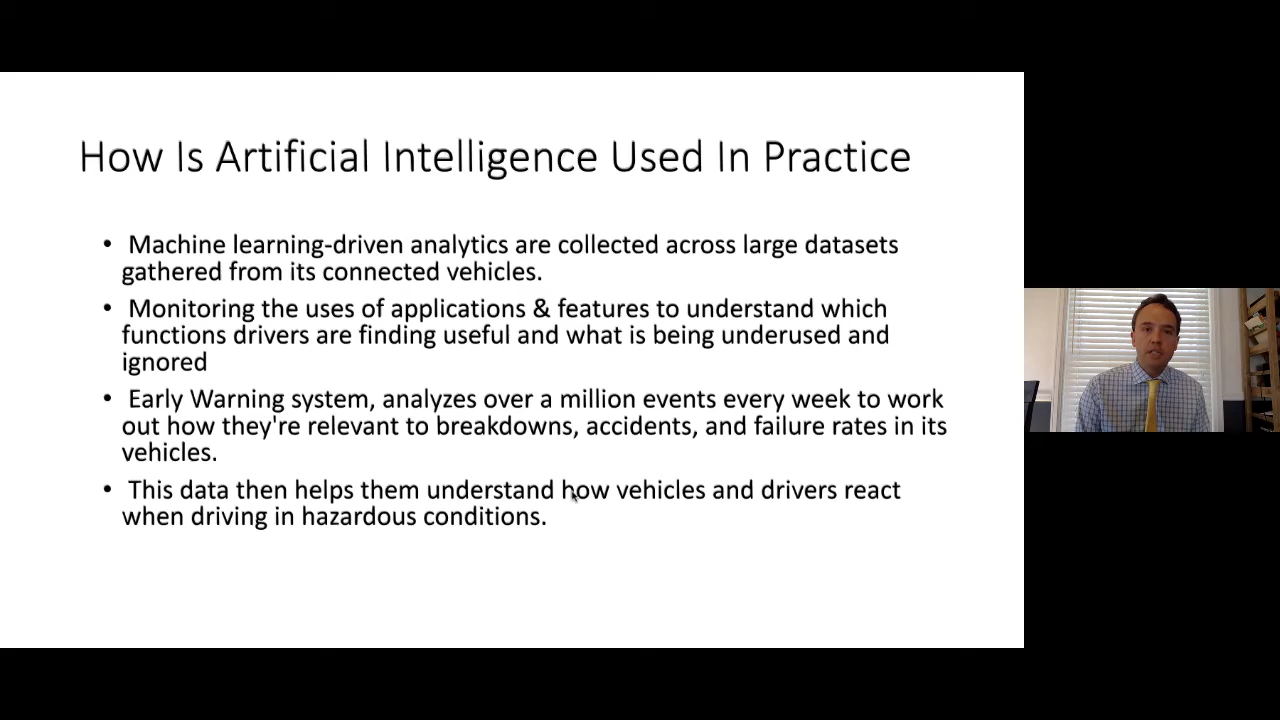 How Is Artificial Intelligence Used In Practice
• Machine learning-driven analytics are collected across large datasets
gathered from its connected vehicles.
• Monitoring the uses of applications & features to understand which
functions drivers are finding useful and what is being underused and
ignored
• Early Warning system, analyzes over a million events every week to work
out how they're relevant to breakdowns, accidents, and failure rates in its
vehicles.
• This data then helps them understand how vehicles and drivers react
when driving in hazardous conditions.